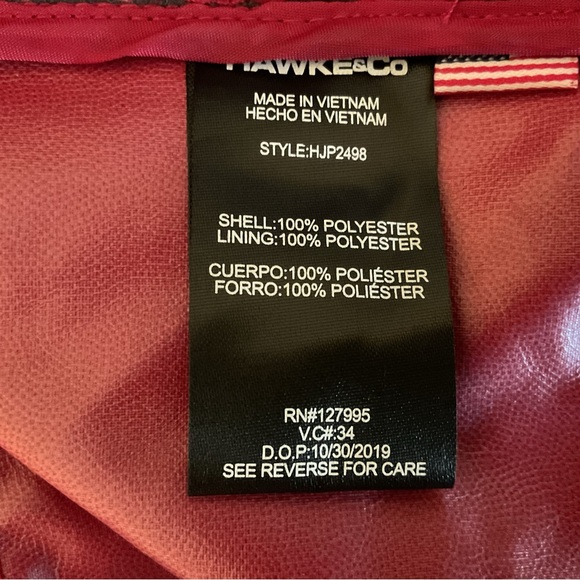 HAWKE&CO
MADE IN VIETNAM
HECHO EN VIETNAM
STYLE:HJP2498
SHELL:100% POLYESTER
LINING:100% POLYESTER
CUERPO:100% POLIÉSTER
FORRO:100% POLIÉSTER
RN#127995
V.C#:34
D.O.P:10/30/2019
SEE REVERSE FOR CARE